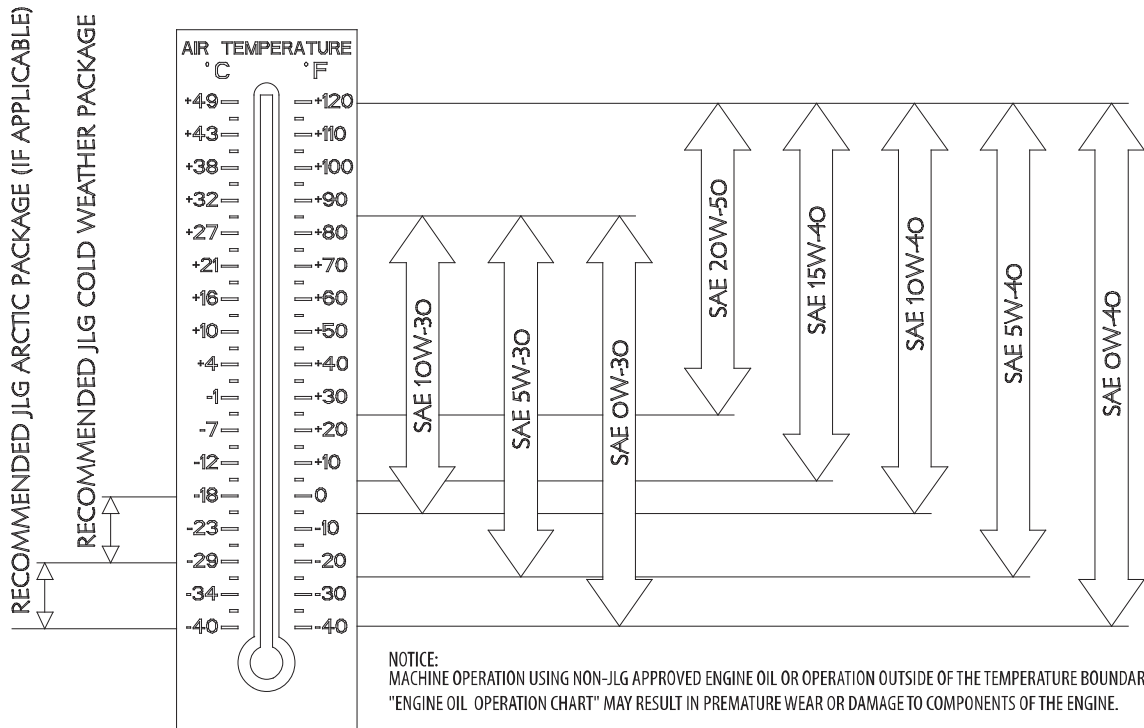 RECOMMENDED JLG ARCTIC PACKAGE (IF APPLICABLE)
RECOMMENDED JLG COLD WEATHER PACKAGE
AIR TEMPERATURE
°C °F
+49 +120
+43 +110
+38 +100
+32 +90
+27 +80
+21 +70
+16 +60
+10 +50
+4 +40
-1 +30
-7 +20
-12 +10
-18 0
-23 -10
-29 -20
-34 -30
-40 -40
SAE 10W-30
SAE 5W-30
SAE 0W-30
SAE 20W-50
SAE 15W-40
SAE 10W-40
SAE 5W-40
SAE 0W-40
NOTICE:
MACHINE OPERATION USING NON-JLG APPROVED ENGINE OIL OR OPERATION OUTSIDE OF THE TEMPERATURE
"ENGINE OIL OPERATION CHART" MAY RESULT IN PREMATURE WEAR OR DAMAGE TO COMPONENTS OF THE ENGINE.